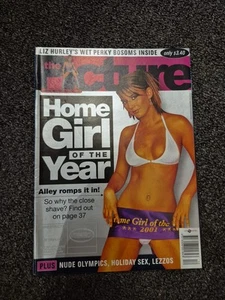 LIZ HURLEY'S WET PERKY BOSOMS INSIDE
only $3.40
the Picture
Home
Girl
OF THE
Year
Alley romps it in!
So why the close
shave? Find out
on page 37
ome Girl of the
2001
PLUS NUDE OLYMPICS, HOLIDAY SEX, LEZZOS